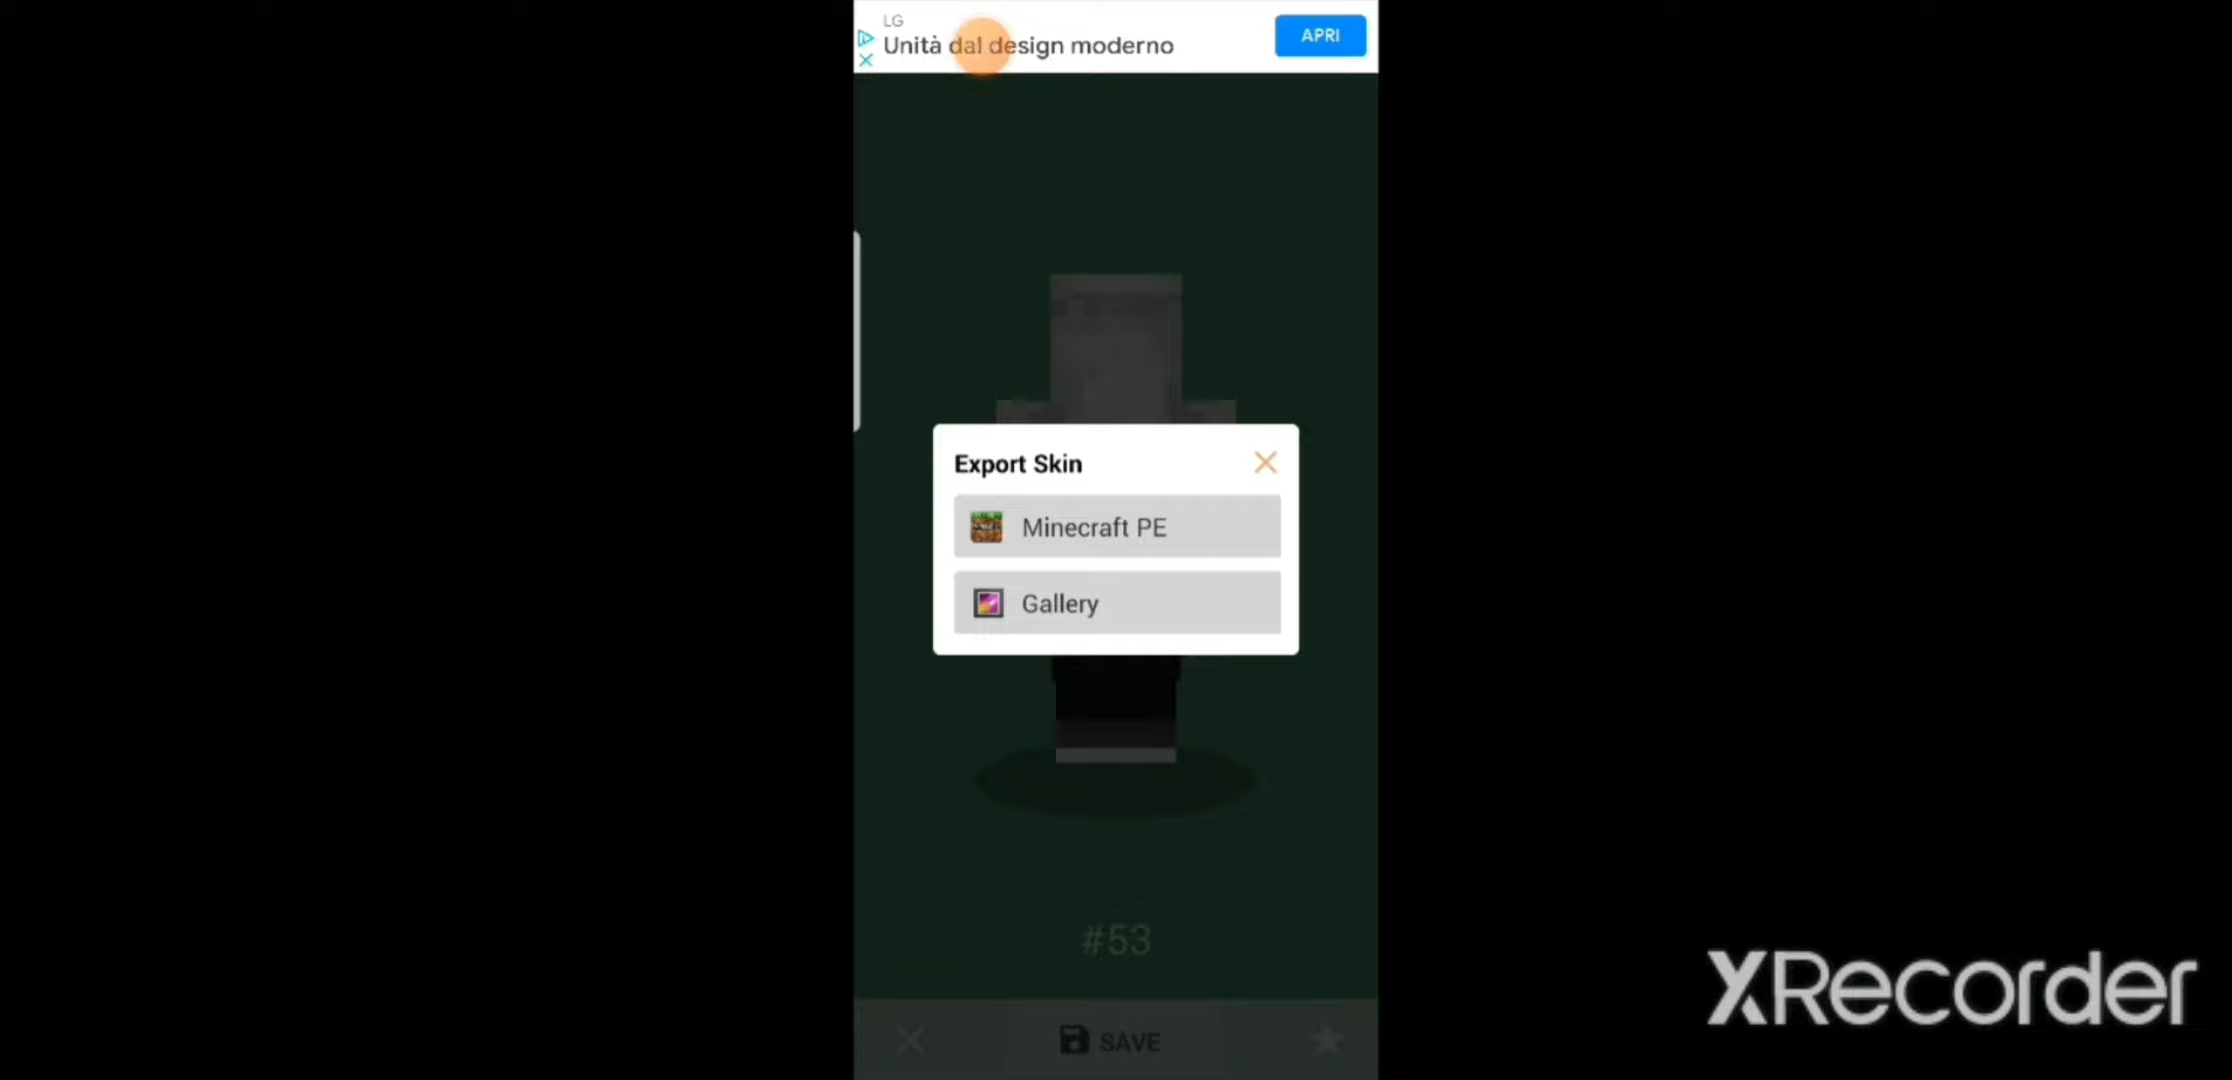 LG
Unità dal design moderno
APRI
Export Skin
Minecraft PE
Gallery
#53
SAVE
XRecorder